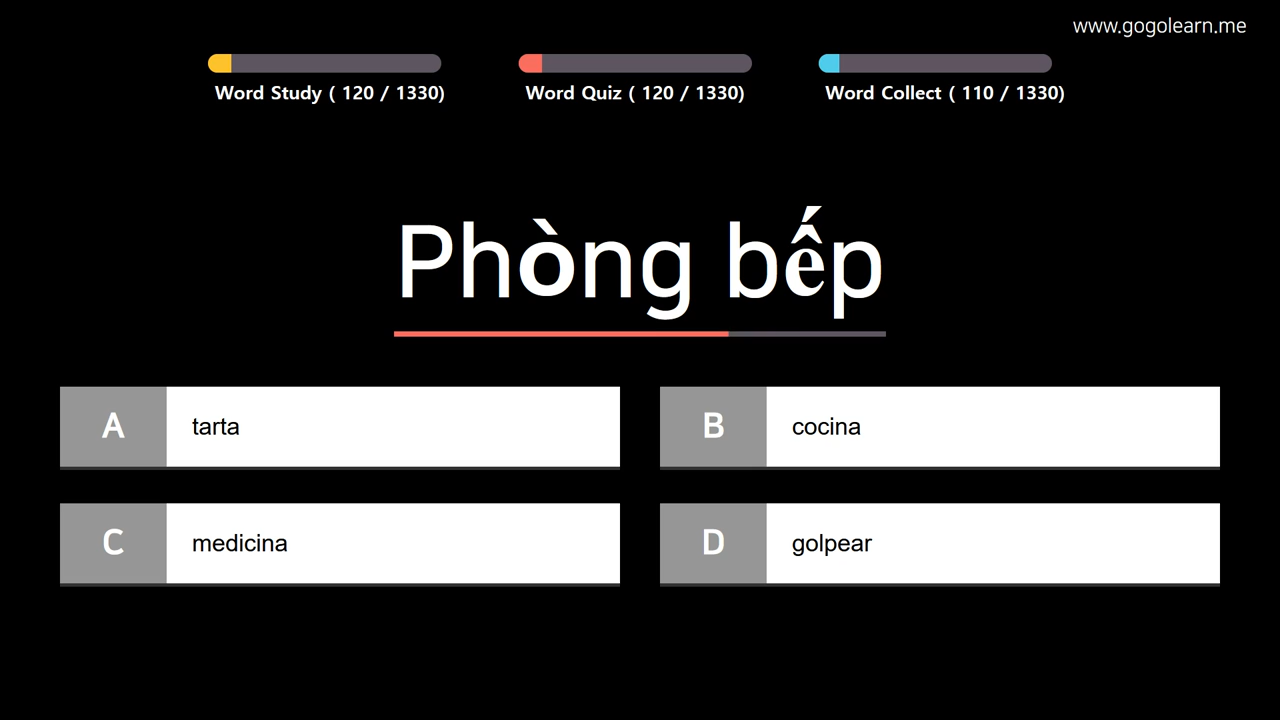 www.gogolearn.me
Word Study ( 120 / 1330)
Word Quiz ( 120 / 1330)
Word Collect ( 110 / 1330)
Phòng bếp
A tarta
B cocina
C medicina
D golpear